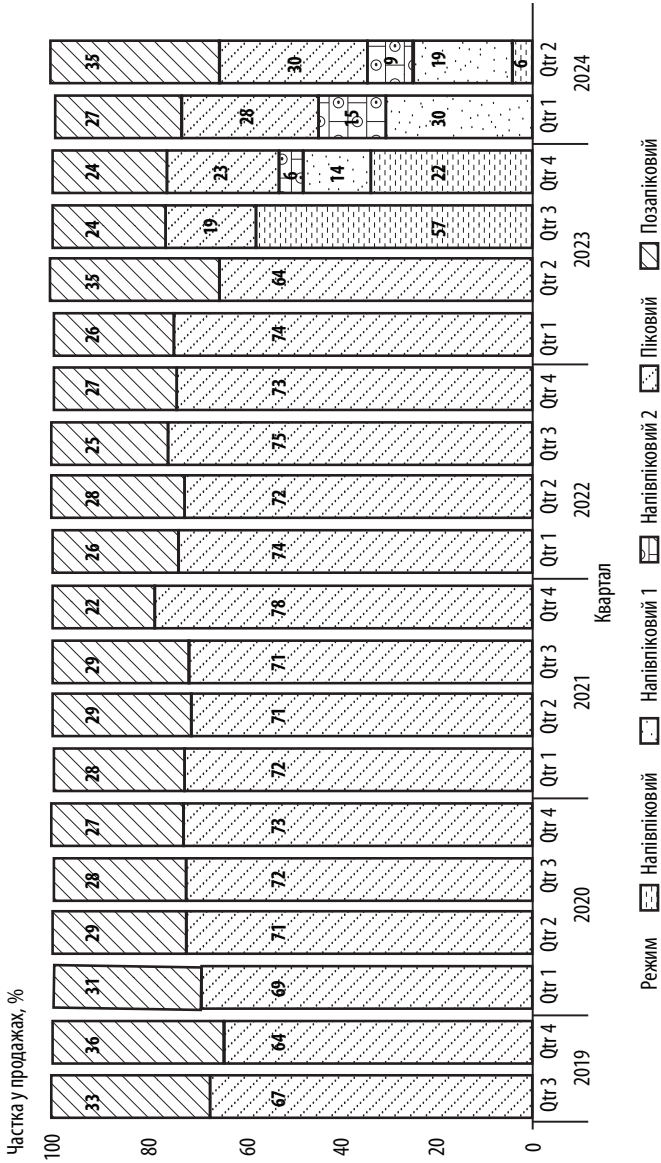 Частка у продажах, %
100
80
60
40
20
0
33 36 31 29 28 27 28 29 29 22 26 28 25 27 26 35 24 24 27 35
67 64 69 71 72 73 72 71 71 78 74 72 75 73 74 64 19 23 28 30
6 15 9
57 14 30 19
22 6
Qtr 3 Qtr 4 Qtr 1 Qtr 2 Qtr 3 Qtr 4 Qtr 1 Qtr 2 Qtr 3 Qtr 4 Qtr 1 Qtr 2 Qtr 3 Qtr 4 Qtr 1 Qtr 2 Qtr 3 Qtr 4 Qtr 1 Qtr 2
2019 2020 2021 2022 2023 2024
Квартал
Режим Напівпіковий Напівпіковий 1 Напівпіковий 2 Піковий Позапіковий